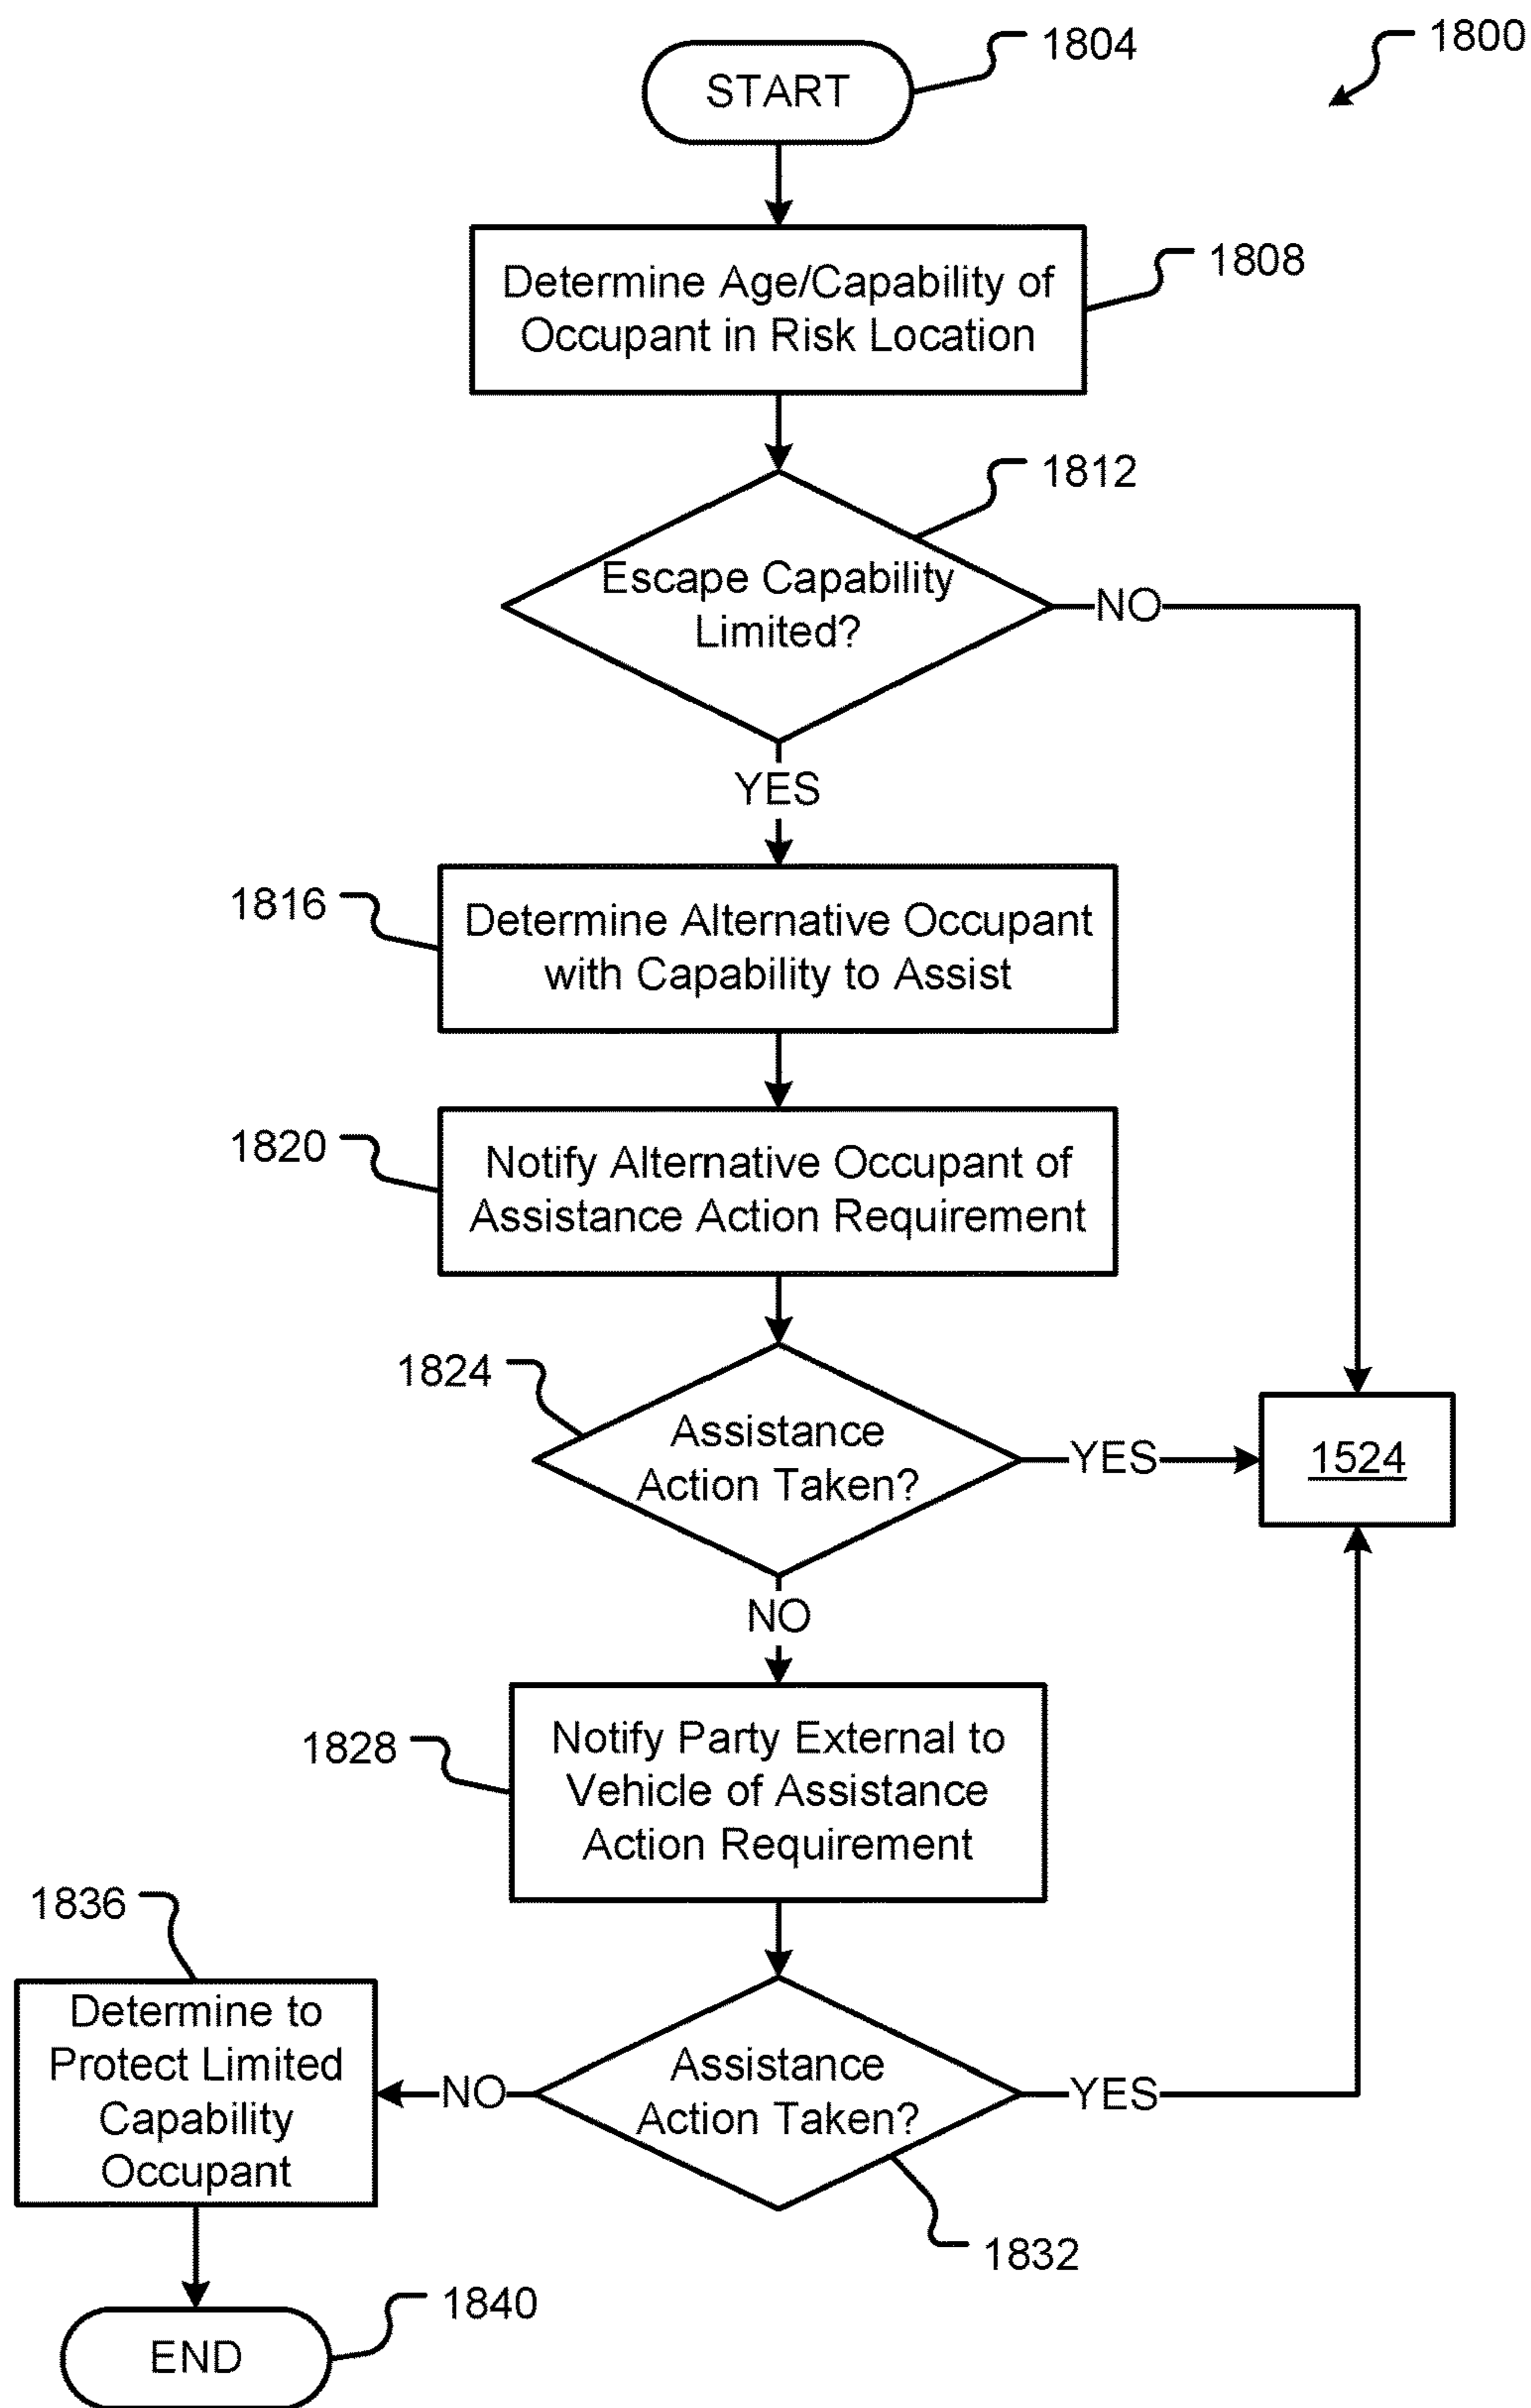 1800
1804
START
1808
Determine Age/Capability of
Occupant in Risk Location
1812
Escape Capability
Limited?
NO
YES
1816
Determine Alternative Occupant
with Capability to Assist
1820
Notify Alternative Occupant of
Assistance Action Requirement
1824
Assistance
Action Taken?
YES
1524
NO
1828
Notify Party External to
Vehicle of Assistance
Action Requirement
1836
Determine to
Protect Limited
Capability
Occupant
NO
Assistance
Action Taken?
YES
1832
1840
END